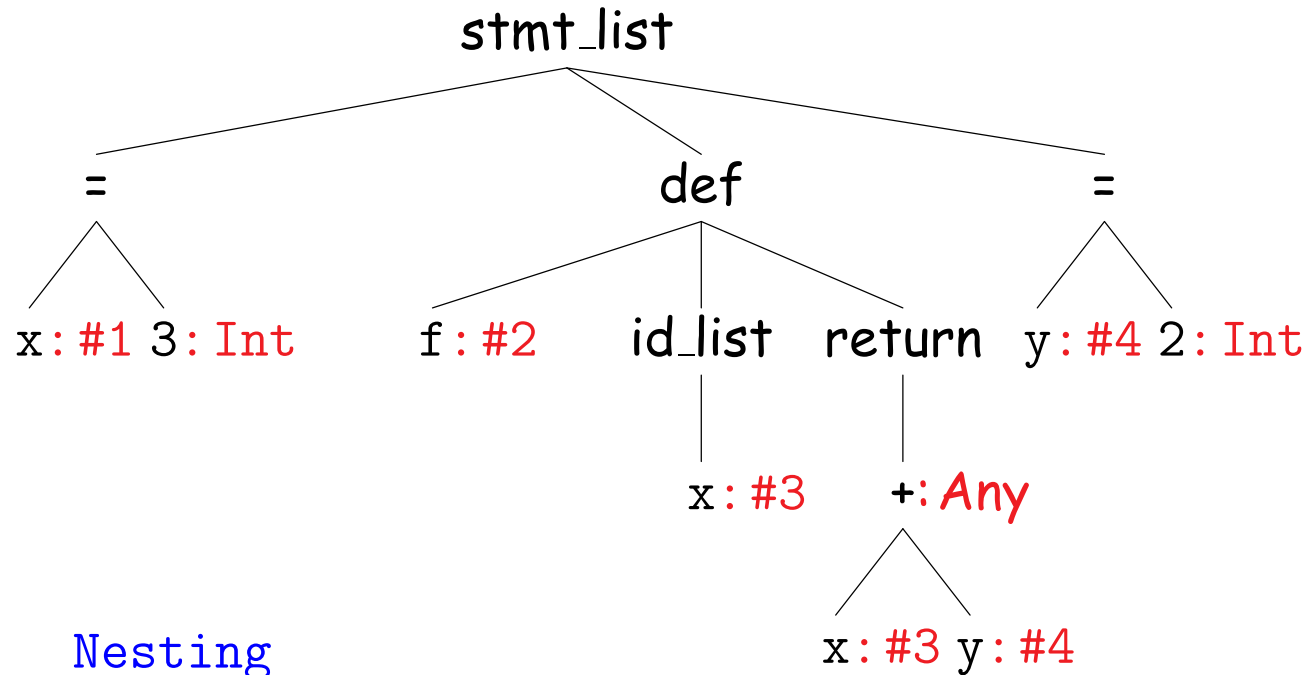 stmt_list
= def =
x: #1 3: Int f: #2 id_list return y: #4 2: Int
x: #3 +: Any
x: #3 y: #4
Nesting